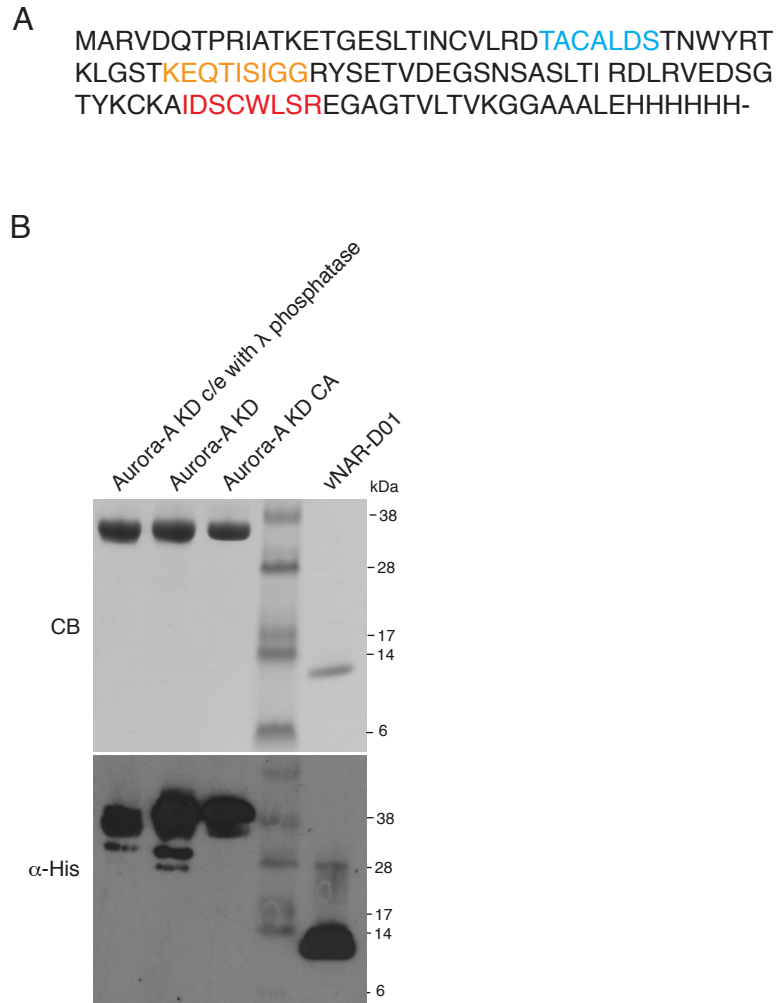 A
MARVDQTPRIATKETGESLTINCVLRDTACALDSTNWYRT
KLGSTKEQTISIGGRYSETVDEGSNSASLTI RDLRVEDSG
TYKCKAIDSCWLSREGAGTVLTVKGGAAALEHHHHHH-
B
Aurora-A KD c/e with λ phosphatase
Aurora-A KD
Aurora-A KD CA
vNAR-D01
kDa
38
28
CB
17
14
6
38
α-His
28
17
14
6